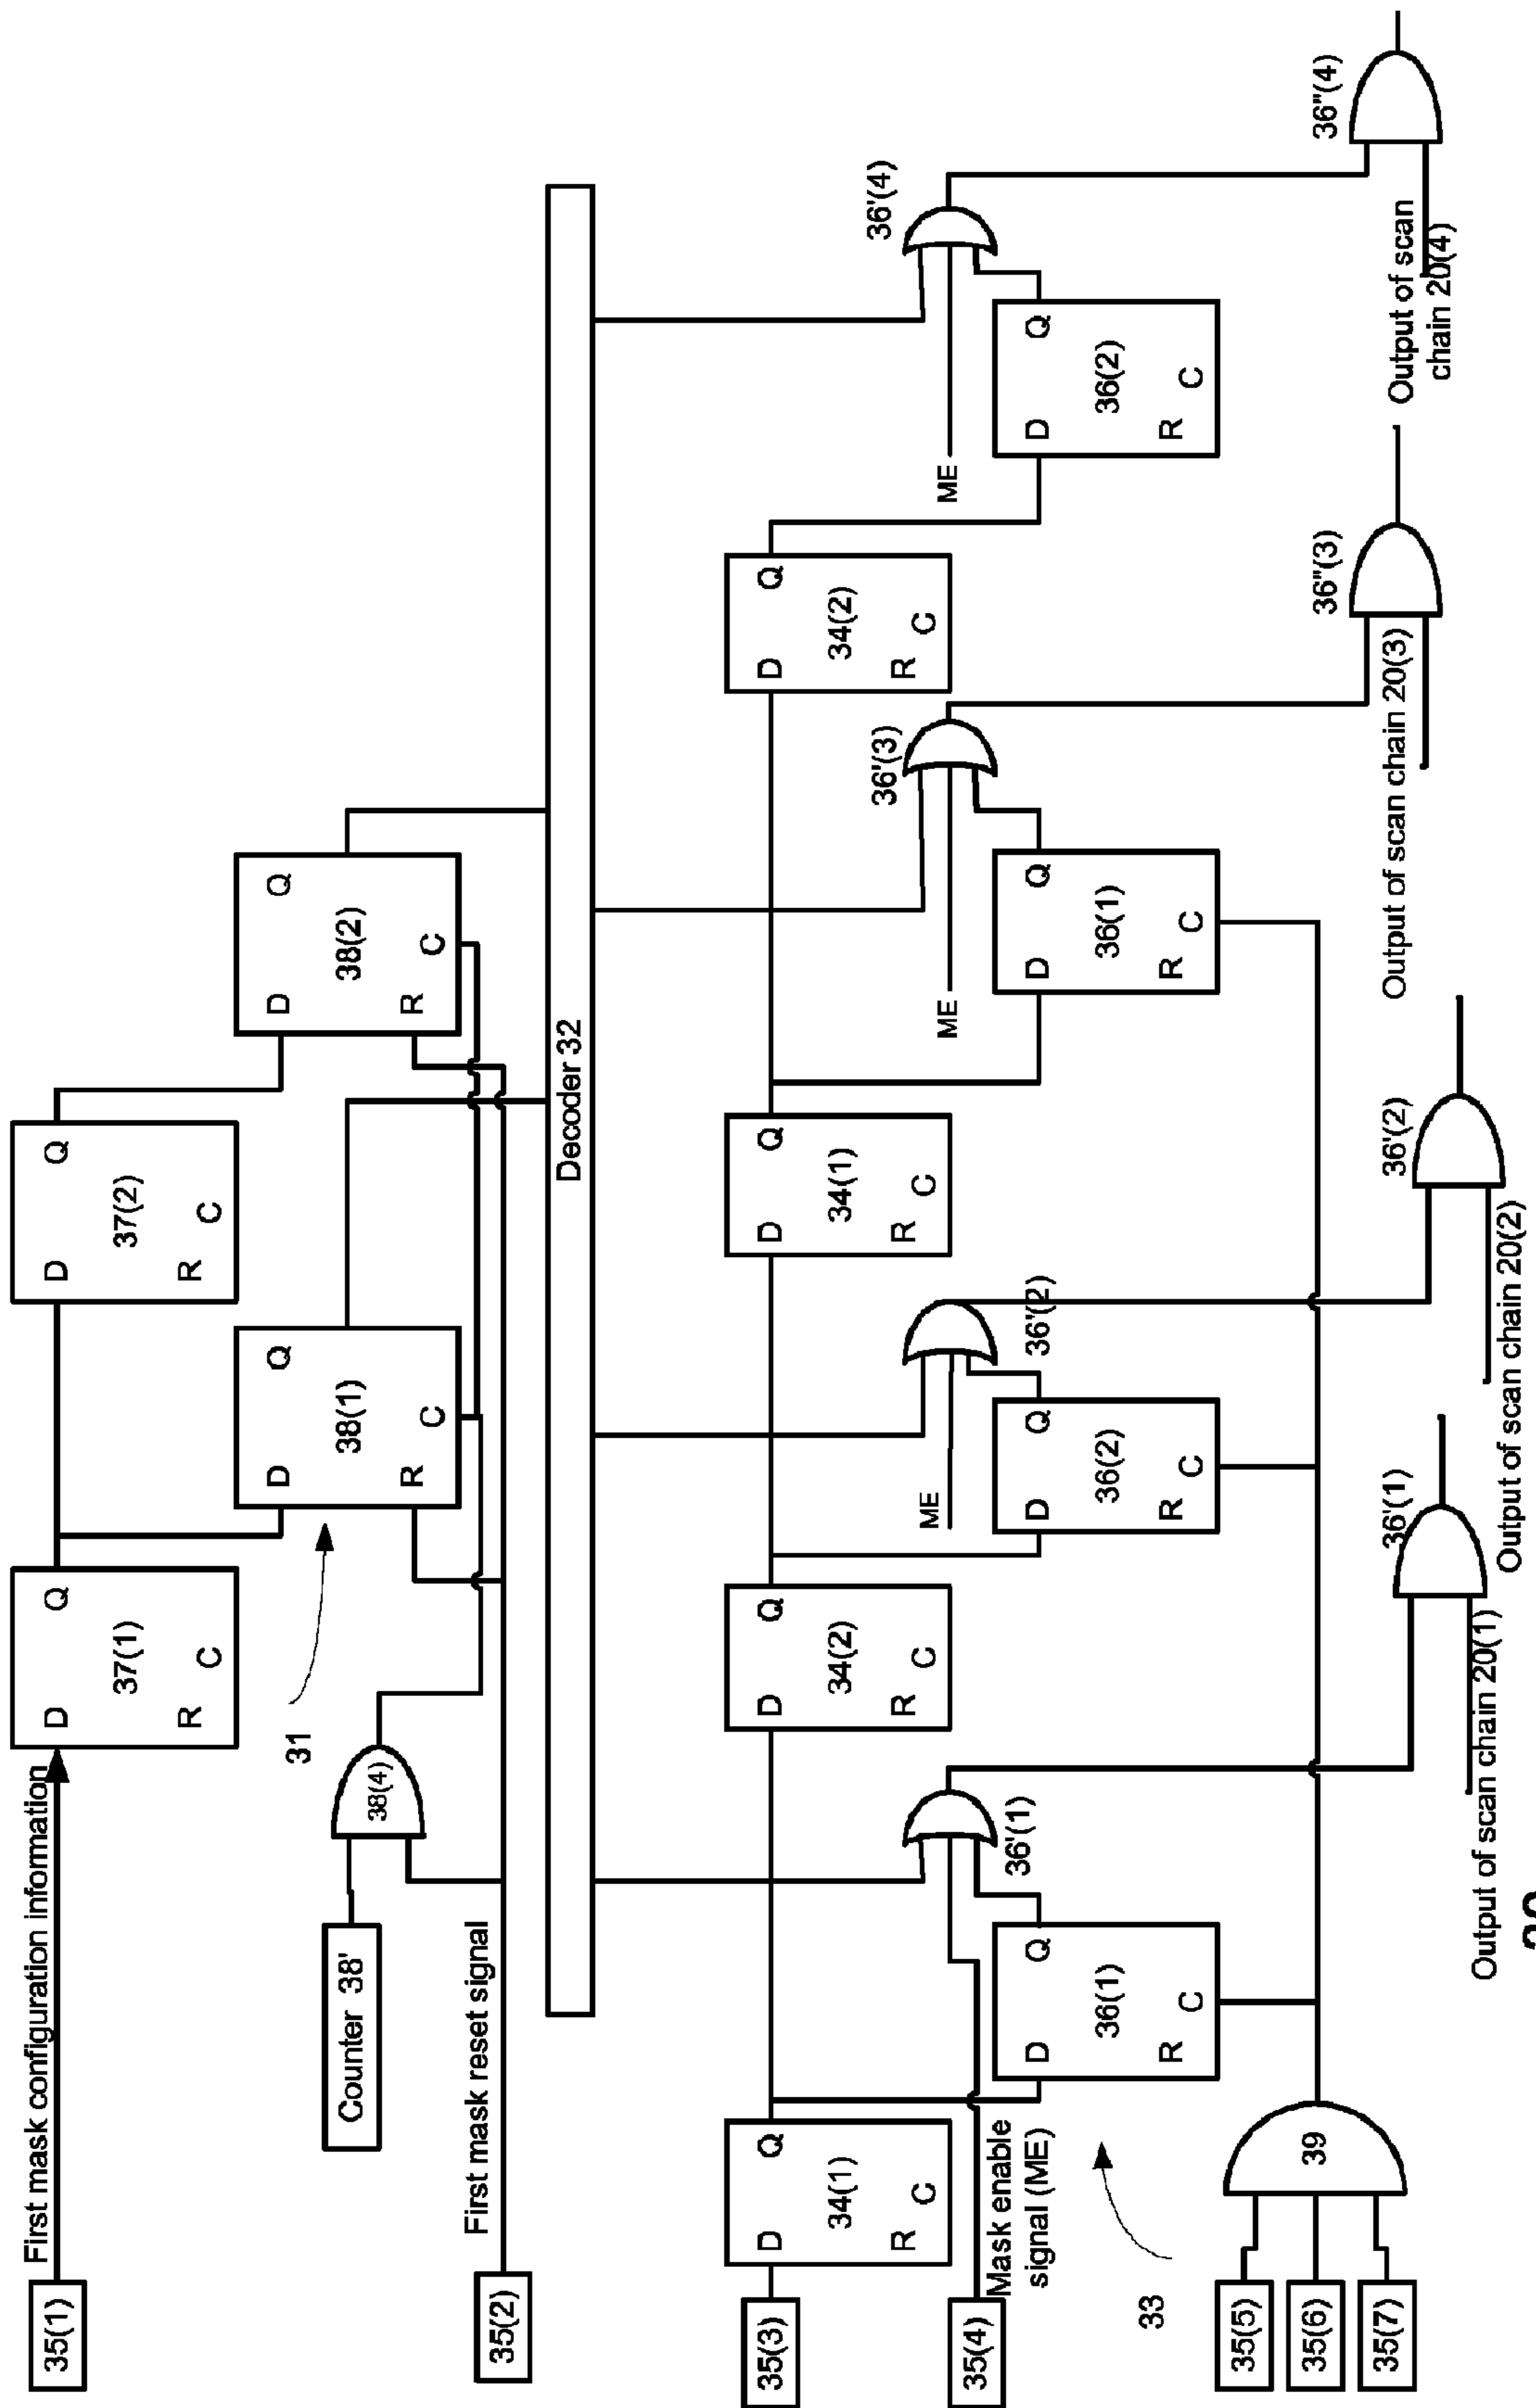 35(1)
First mask configuration information
D
Q
37(1)
R
C
D
Q
37(2)
R
C
31
D
Q
38(1)
R
C
D
Q
38(2)
R
C
Counter 38'
38(4)
35(2)
First mask reset signal
Decoder 32
35(3)
D
Q
34(1)
R
C
D
Q
34(2)
R
C
D
Q
34(1)
R
C
D
Q
34(2)
R
C
35(4)
Mask enable
signal (ME)
36'(1)
ME
36'(2)
ME
36'(3)
ME
36'(4)
33
D
Q
36(1)
R
C
D
Q
36(2)
R
C
D
Q
36(1)
R
C
D
Q
36(2)
R
C
35(5)
35(6)
35(7)
39
36'(1)
Output of scan chain 20(1)
36'(2)
Output of scan chain 20(2)
36"(3)
Output of scan chain 20(3)
36"(4)
Output of scan
chain 20(4)